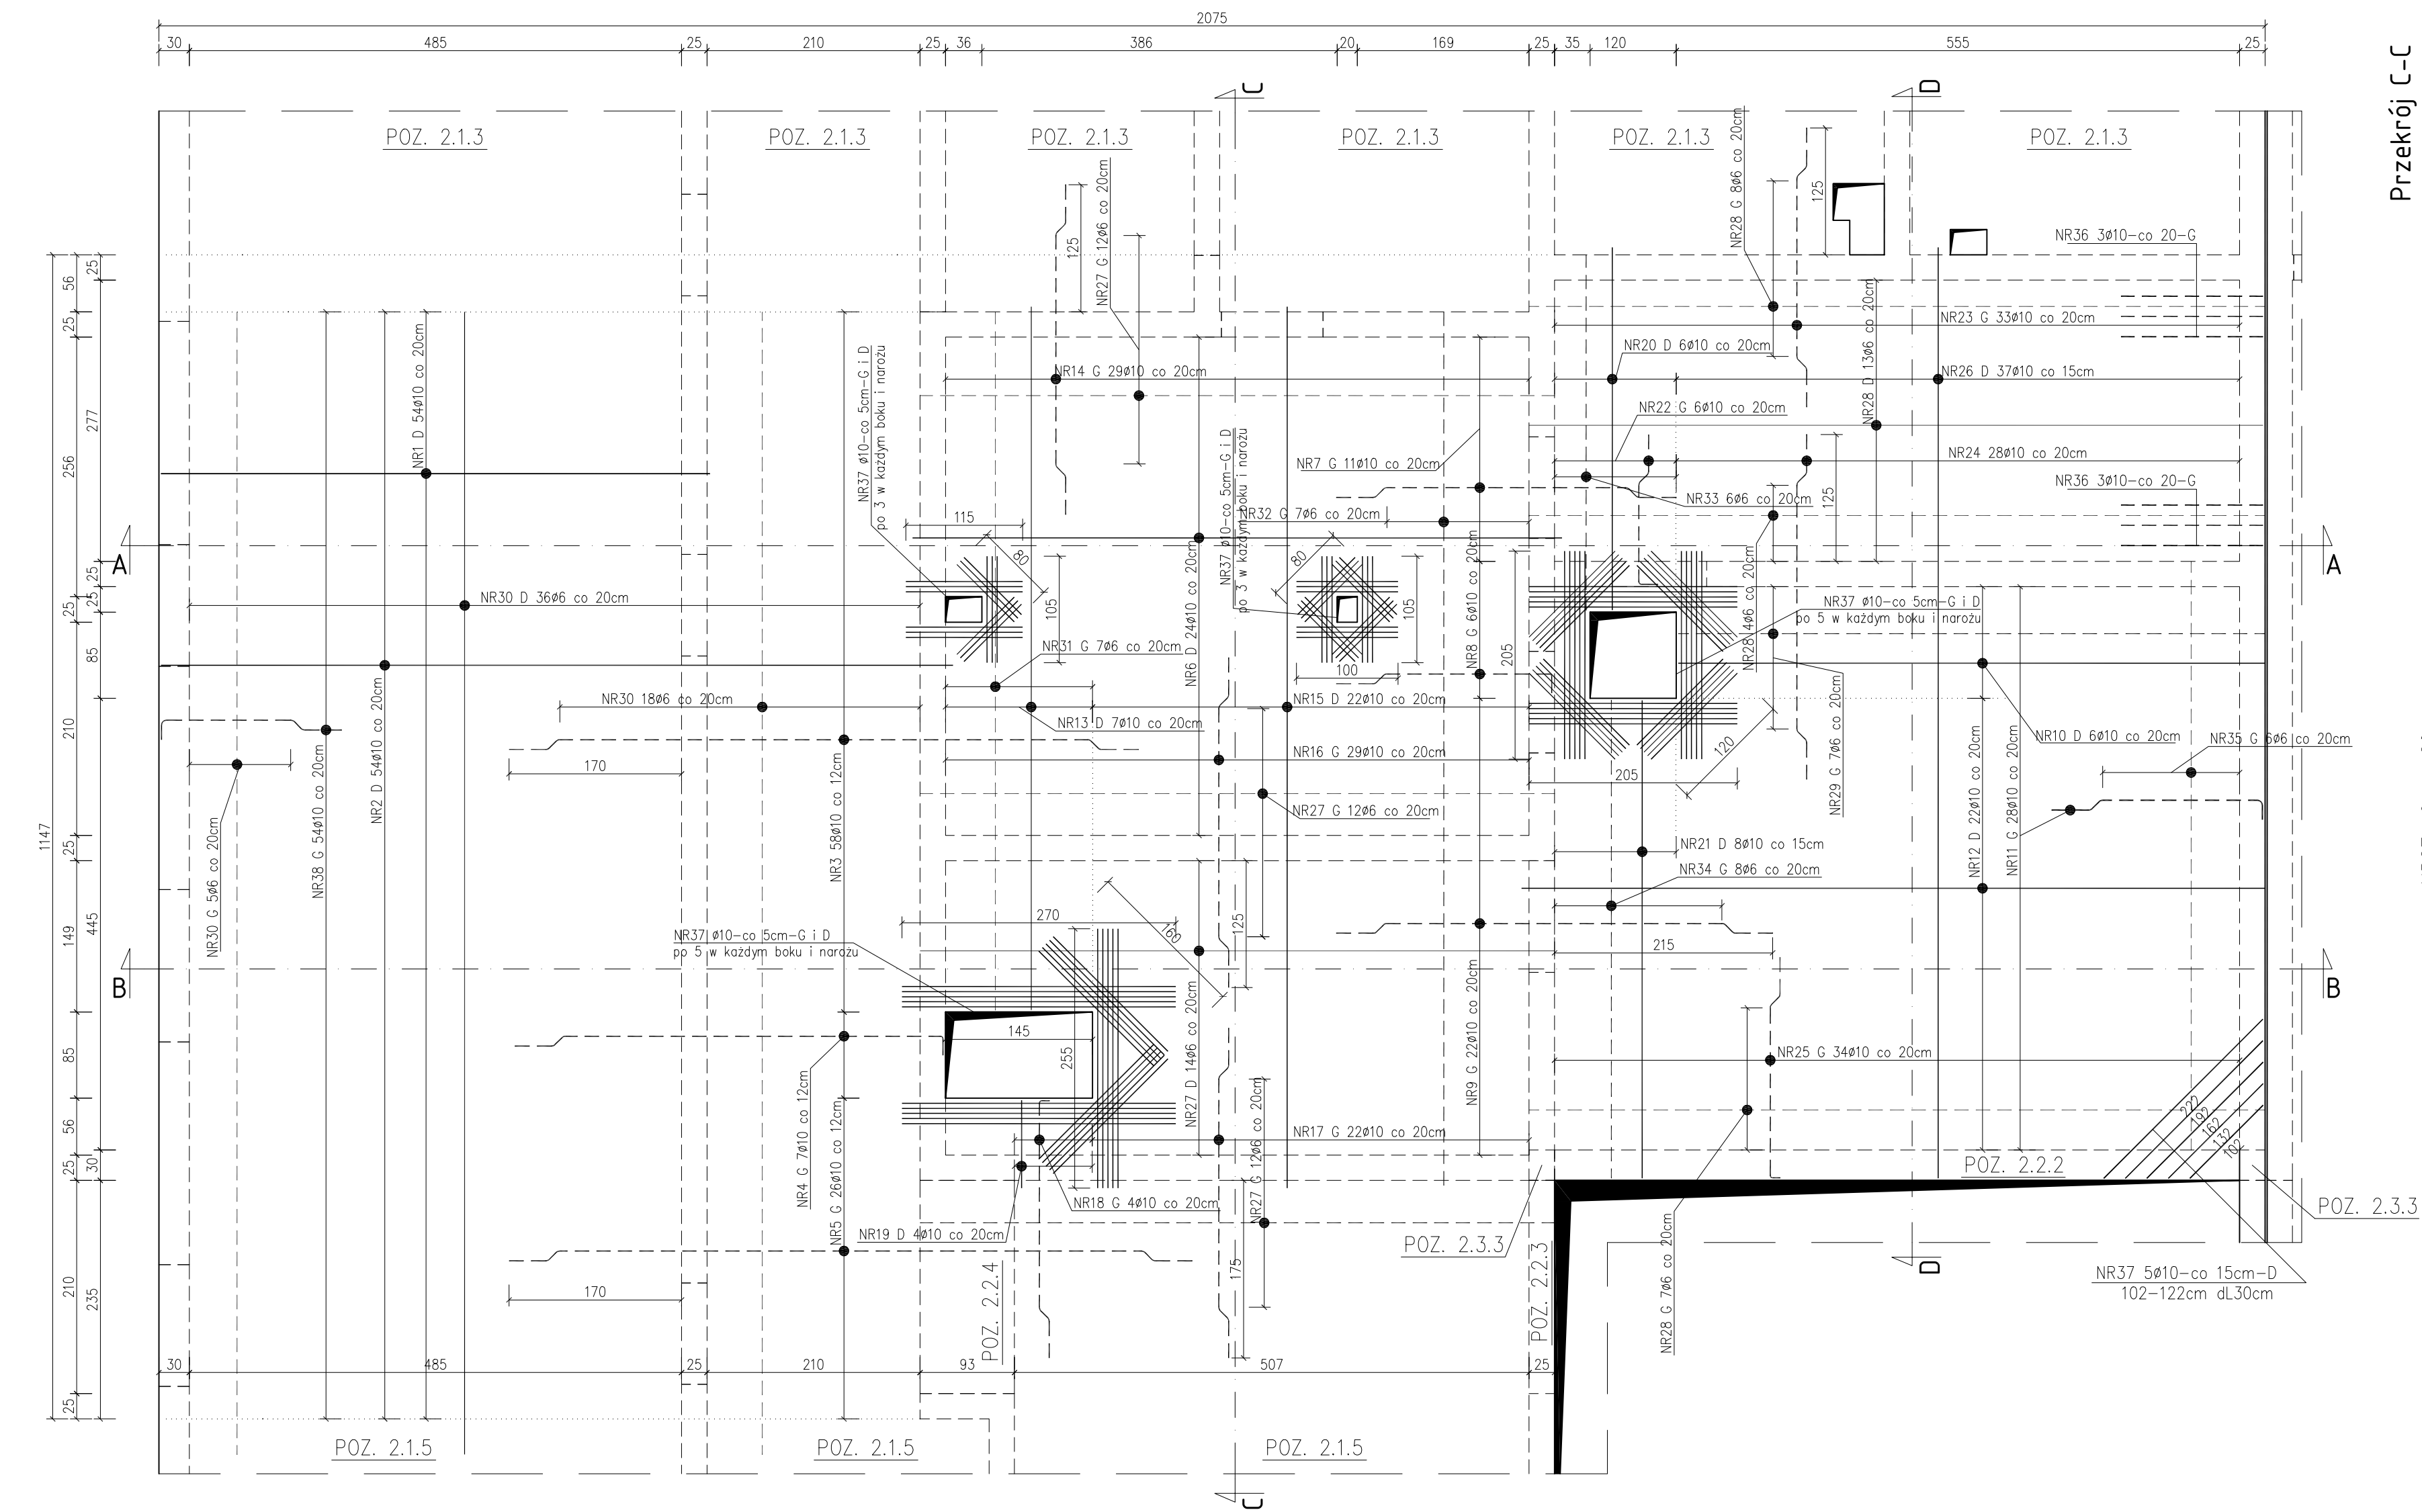 2075
30 485 25 210 25 36 386 20 169 25 35 120 555 25
Przekrój C-C
C D
POZ. 2.1.3 POZ. 2.1.3 POZ. 2.1.3 POZ. 2.1.3 POZ. 2.1.3 POZ. 2.1.3
NR27 G 12ø6 co 20cm
125
NR28 G 8ø6 co 20cm
125
NR36 3ø10-co 20-G
25
56
25
NR23 G 33ø10 co 20cm
NR28 D 13ø6 co 20cm
NR20 D 6ø10 co 20cm
NR1 D 54ø10 co 20cm
NR14 G 29ø10 co 20cm
NR26 D 37ø10 co 15cm
NR37 ø10-co 5cm-G i D
po 3 w każdym boku i narożu
NR22 G 6ø10 co 20cm
277
256
NR7 G 11ø10 co 20cm
NR24 28ø10 co 20cm
NR37 ø10-co 5cm-G i D
po 3 w każdym boku i narożu
NR36 3ø10-co 20-G
NR33 6ø6 co 20cm
125
115
NR32 G 7ø6 co 20cm
80
80
A A
25
25
25
105
105
NR30 D 36ø6 co 20cm
NR6 D 24ø10 co 20cm
NR8 G 6ø10 co 20cm
NR28 4ø6 co 20cm
NR37 ø10-co 5cm-G i D
po 5 w każdym boku i narożu
NR31 G 7ø6 co 20cm
85
205
100
NR30 18ø6 co 20cm
NR15 D 22ø10 co 20cm
NR13 D 7ø10 co 20cm
NR38 G 54ø10 co 20cm
NR2 D 54ø10 co 20cm
210
NR10 D 6ø10 co 20cm
NR35 G 6ø6 co 20cm
NR16 G 29ø10 co 20cm
120
170
205
NR29 G 7ø6 co 20cm
NR3 58ø10 co 12cm
NR27 G 12ø6 co 20cm
1147
25
NR30 G 5ø6 co 20cm
NR21 D 8ø10 co 15cm
NR12 D 22ø10 co 20cm
NR11 G 28ø10 co 20cm
NR34 G 8ø6 co 20cm
149
445
270
160
125
NR37 ø10-co 5cm-G i D
po 5 w każdym boku i narożu
215
B B
145
255
85
NR4 G 7ø10 co 12cm
NR5 G 26ø10 co 12cm
NR27 D 14ø6 co 20cm
NR9 G 22ø10 co 20cm
NR25 G 34ø10 co 20cm
NR27 G 12ø6 co 20cm
56
NR17 G 22ø10 co 20cm
222
192
162
132
102
25
30
POZ. 2.2.2
NR18 G 4ø10 co 20cm
POZ. 2.3.3
NR19 D 4ø10 co 20cm
POZ. 2.3.3
POZ. 2.2.4
POZ. 2.2.3
NR28 G 7ø6 co 20cm
175
D
170
210
235
NR37 5ø10-co 15cm-D
102-122cm dL30cm
30 485 25 210 93 507 25
25
POZ. 2.1.5 POZ. 2.1.5 POZ. 2.1.5
C